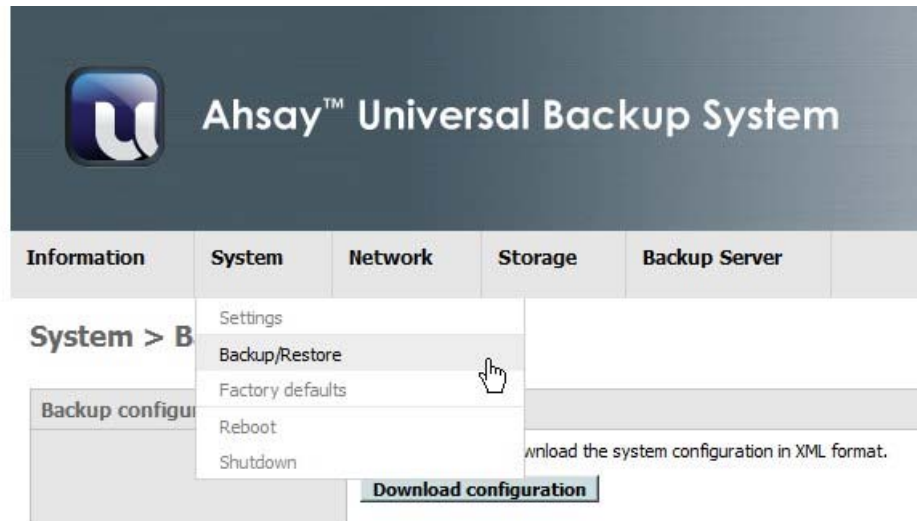 Ahsay™ Universal Backup System
Information System Network Storage Backup Server
Settings
System > B
Backup/Restore
Factory defaults
Backup configu
Reboot
Shutdown
wnload the system configuration in XML format.
Download configuration